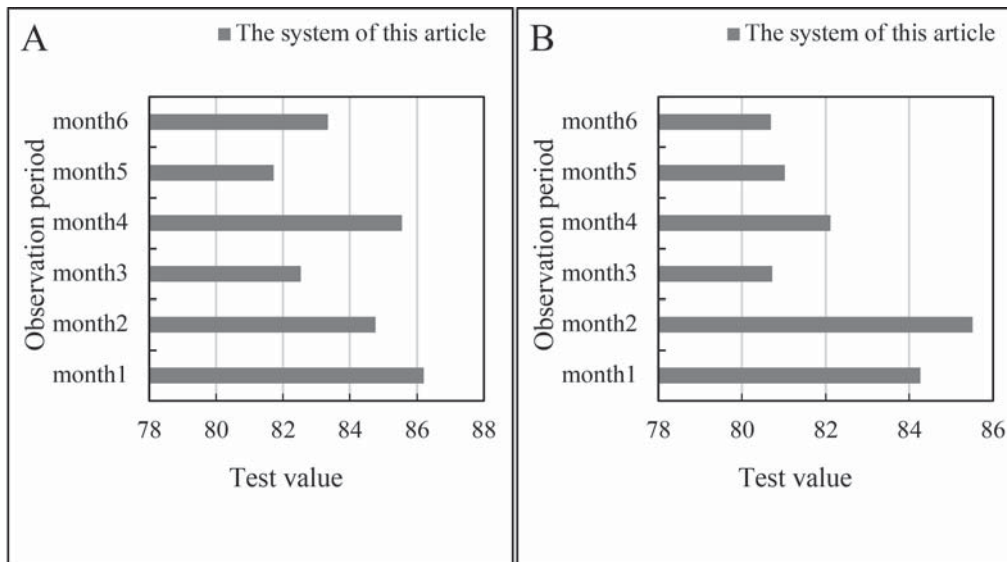 A
The system of this article
Observation period
month6
month5
month4
month3
month2
month1
78 80 82 84 86 88
Test value
B
The system of this article
Observation period
month6
month5
month4
month3
month2
month1
78 80 82 84 86
Test value